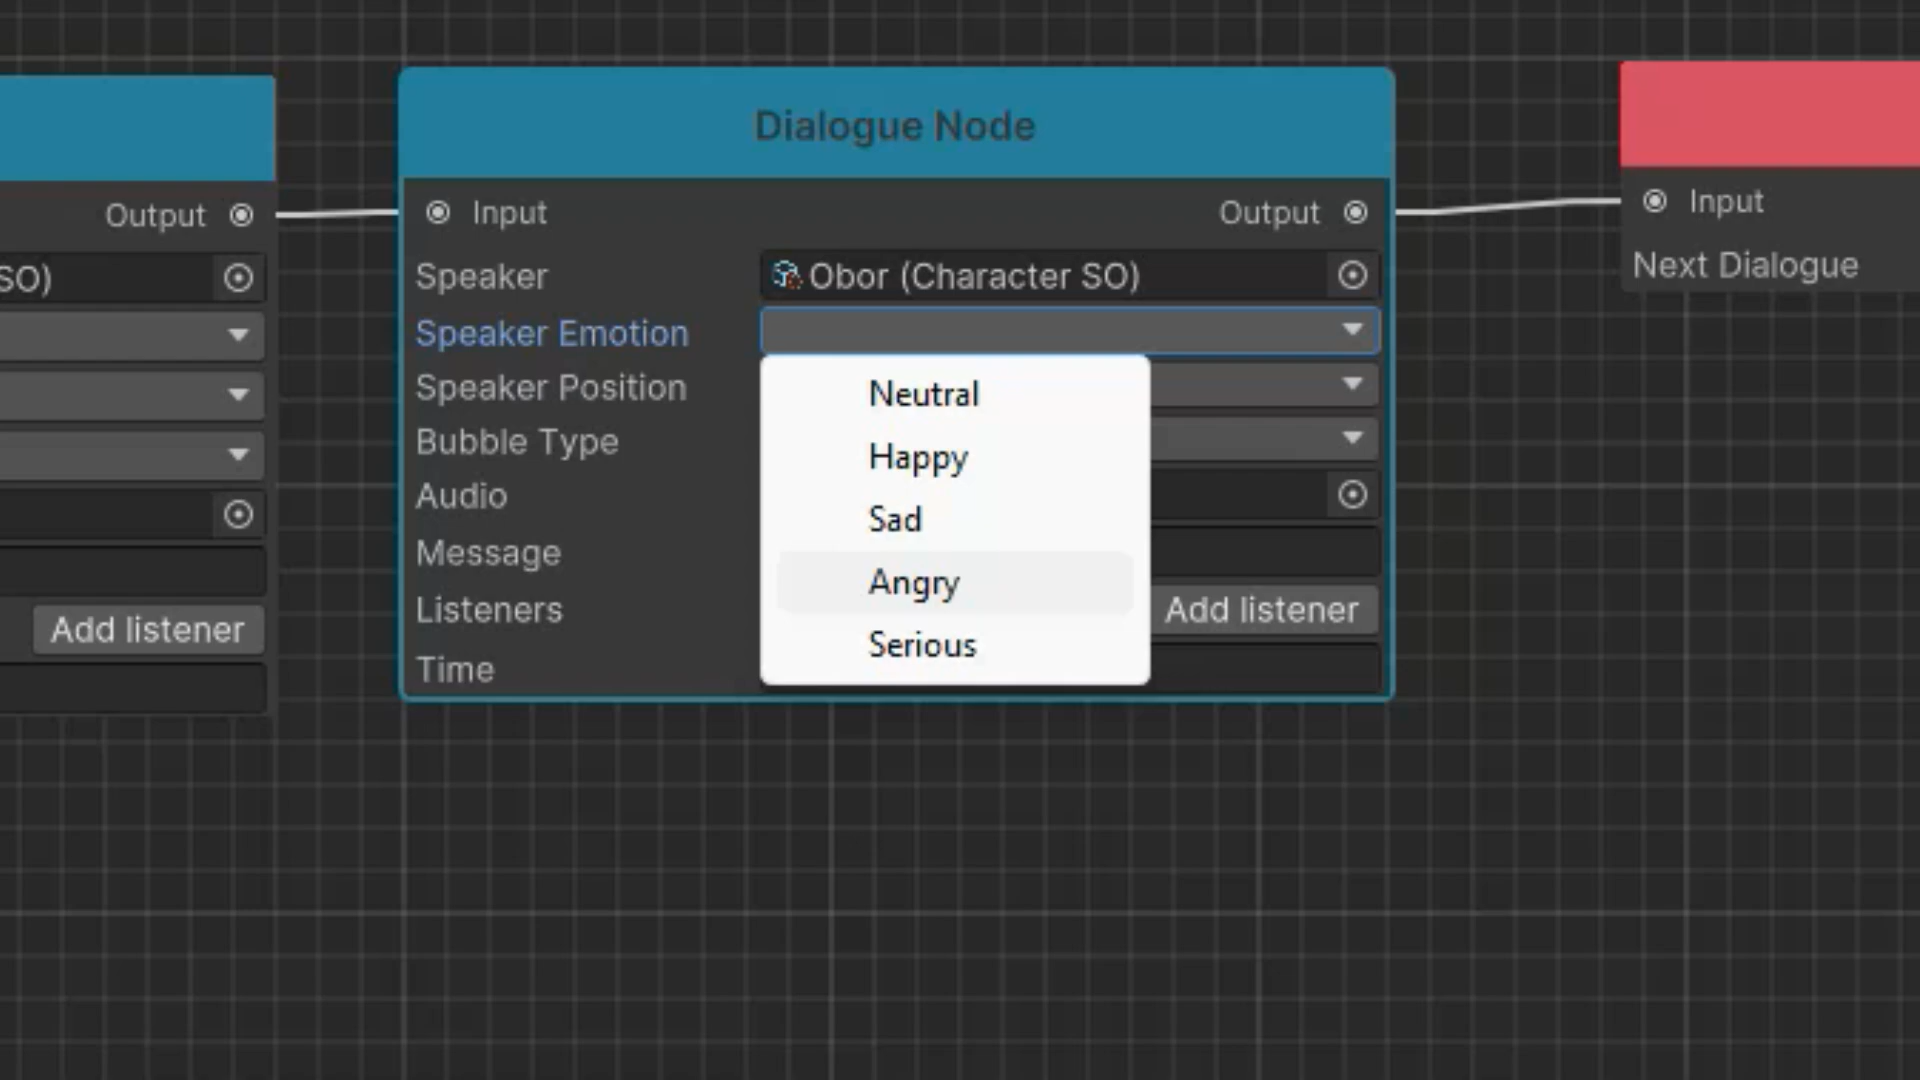 Dialogue Node
Output
Input
Output
Input
SO)
Speaker
Obor (Character SO)
Next Dialogue
Speaker Emotion
Speaker Position
Neutral
Bubble Type
Happy
Audio
Sad
Message
Angry
Listeners
Add listener
Add listener
Serious
Time